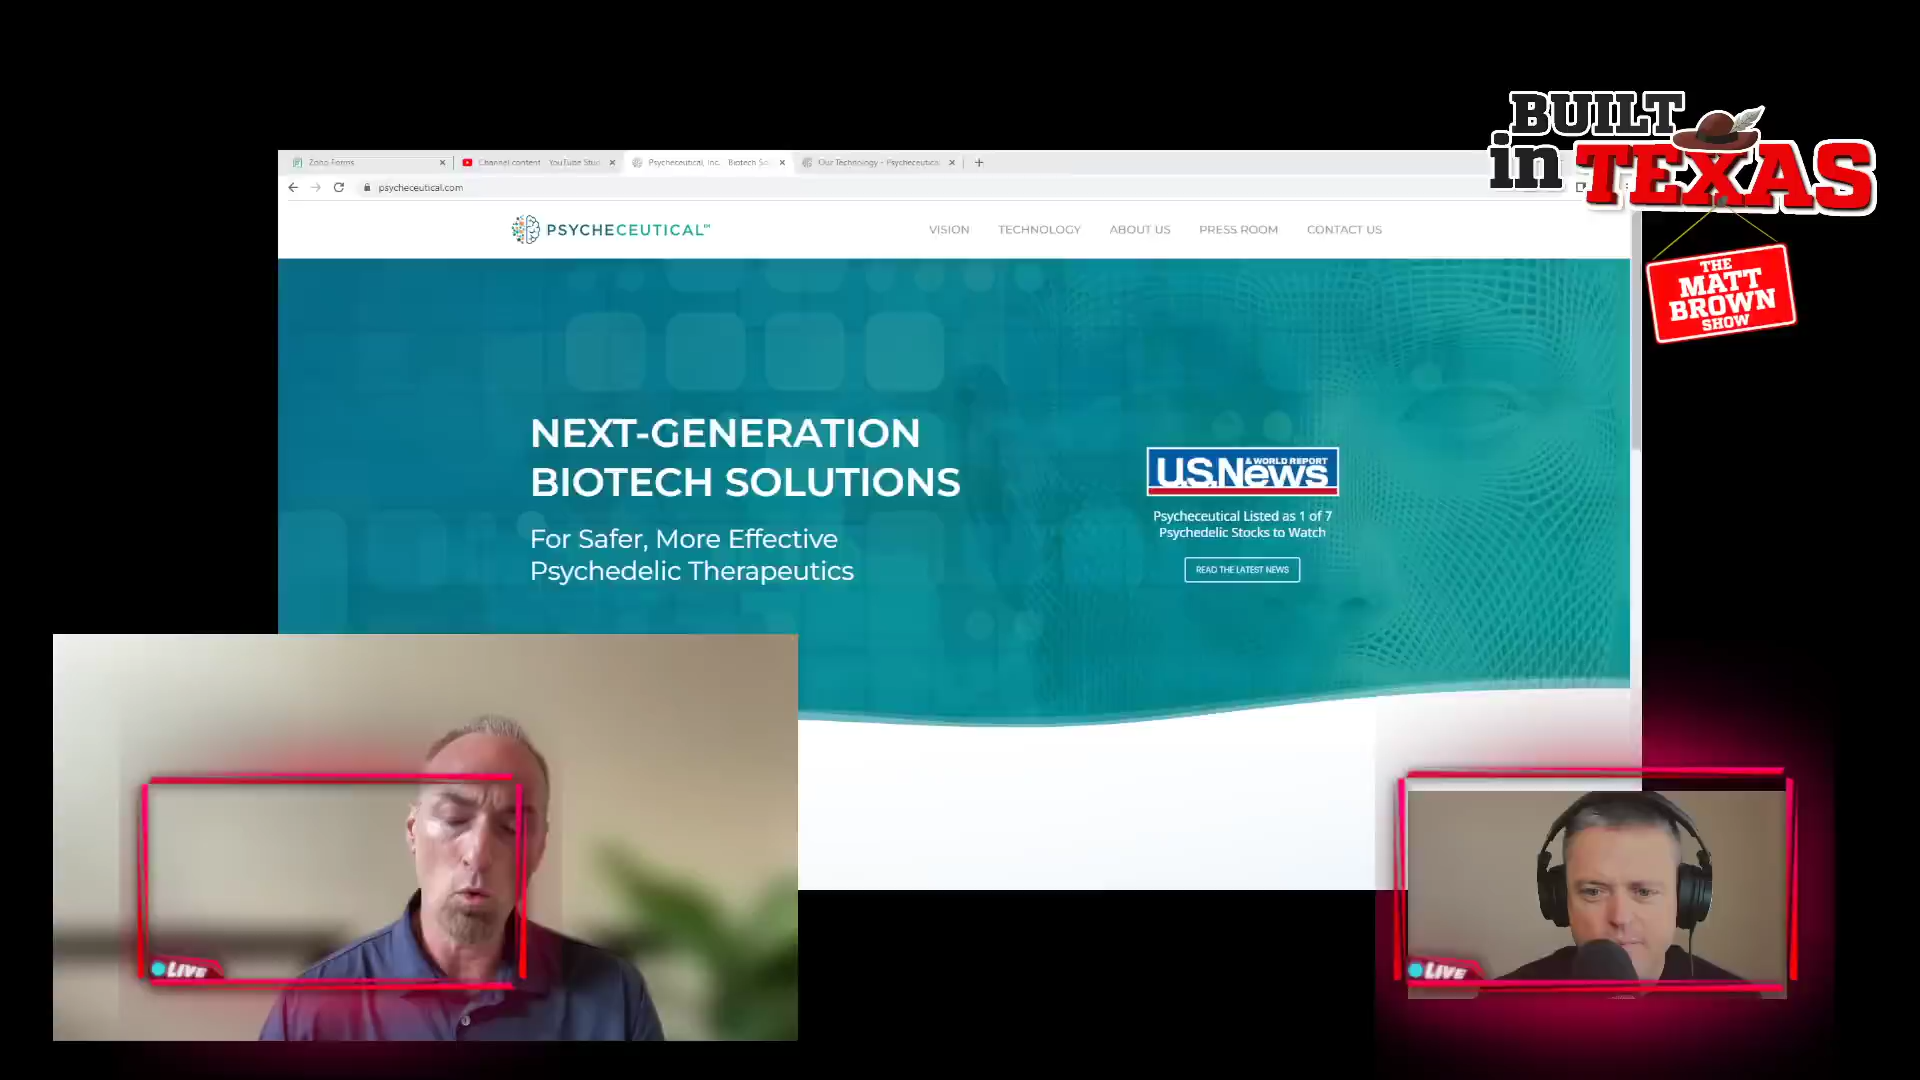 BUILT
in TEXAS
THE
MATT
BROWN
SHOW
Zoho Forms
Channel content - YouTube Stu
Psycheceutical, Inc. Biotech So
Our Technology - Psycheceutica
psycheceutical.com
PSYCHECEUTICAL™
VISION
TECHNOLOGY
ABOUT US
PRESS ROOM
CONTACT US
NEXT-GENERATION
BIOTECH SOLUTIONS
For Safer, More Effective
Psychedelic Therapeutics
U.S.News & WORLD REPORT
Psycheceutical Listed as 1 of 7
Psychedelic Stocks to Watch
READ THE LATEST NEWS
LIVE
LIVE